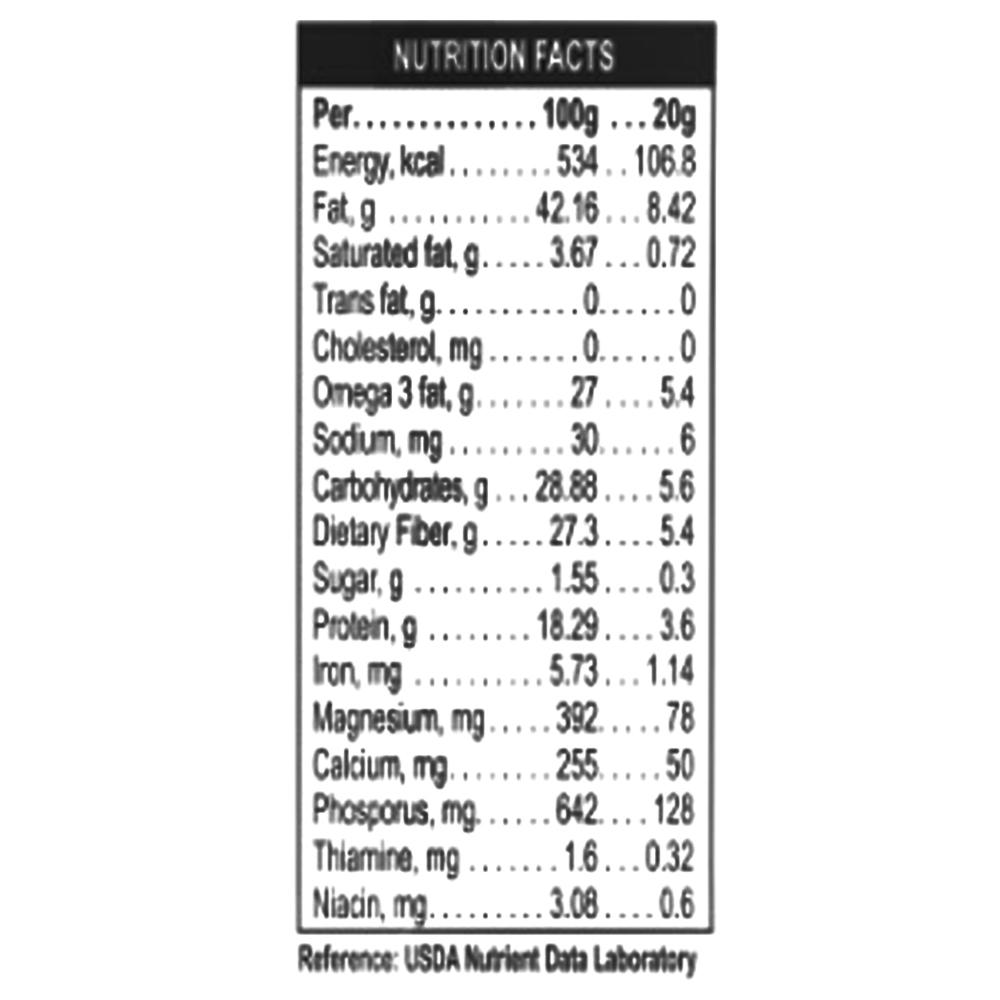 NUTRITION FACTS
Per.............. 100g ... 20g
Energy, kcal ........ 534 .. 106.8
Fat, g ........... 42.16 ... 8.42
Saturated fat, g ..... 3.67 ... 0.72
Trans fat, g ........... 0 ...... 0
Cholesterol, mg ....... 0 ...... 0
Omega 3 fat, g ....... 27 .... 5.4
Sodium, mg ......... 30 ...... 6
Carbohydrates, g ... 28.88 .... 5.6
Dietary Fiber, g ..... 27.3 .... 5.4
Sugar, g .......... 1.55 .... 0.3
Protein, g ........ 18.29 .... 3.6
Iron, mg .......... 5.73 ... 1.14
Magnesium, mg ..... 392 ..... 78
Calcium, mg ........ 255 ..... 50
Phosporus, mg ...... 642 .... 128
Thiamine, mg ....... 1.6 ... 0.32
Niacin, mg ......... 3.08 .... 0.6
Reference: USDA Nutrient Data Laboratory